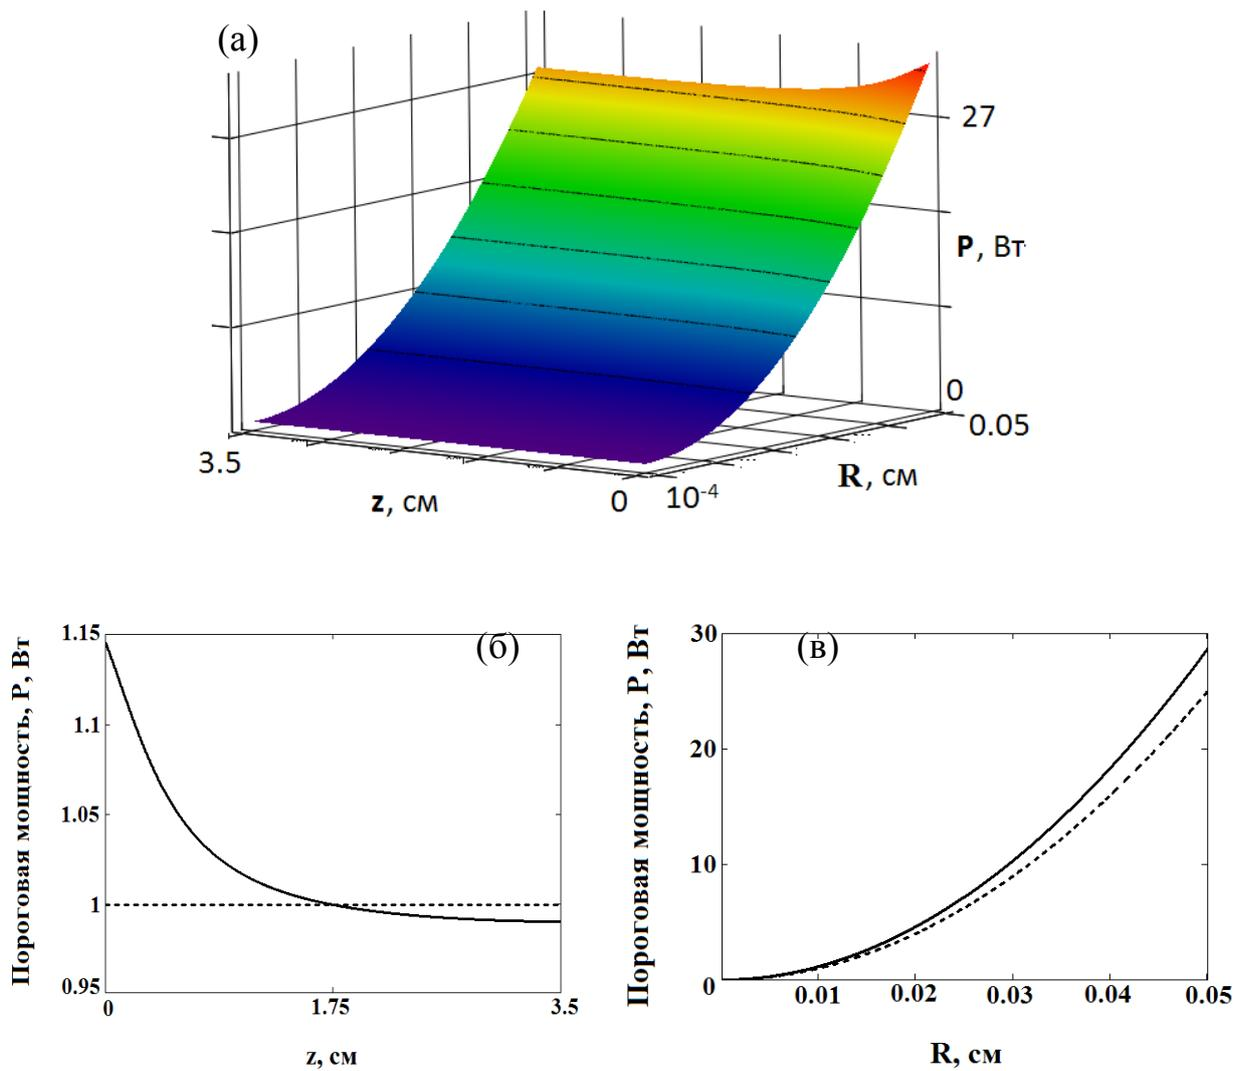 (а)
27
P, Вт
0
0.05
3.5
R, см
z, см
0
10-4
1.15
(б)
1.1
1.05
1
0.95
0
1.75
3.5
z, см
Пороговая мощность, P, Вт
30
(в)
20
10
0
0.01
0.02
0.03
0.04
0.05
R, см
Пороговая мощность, P, Вт